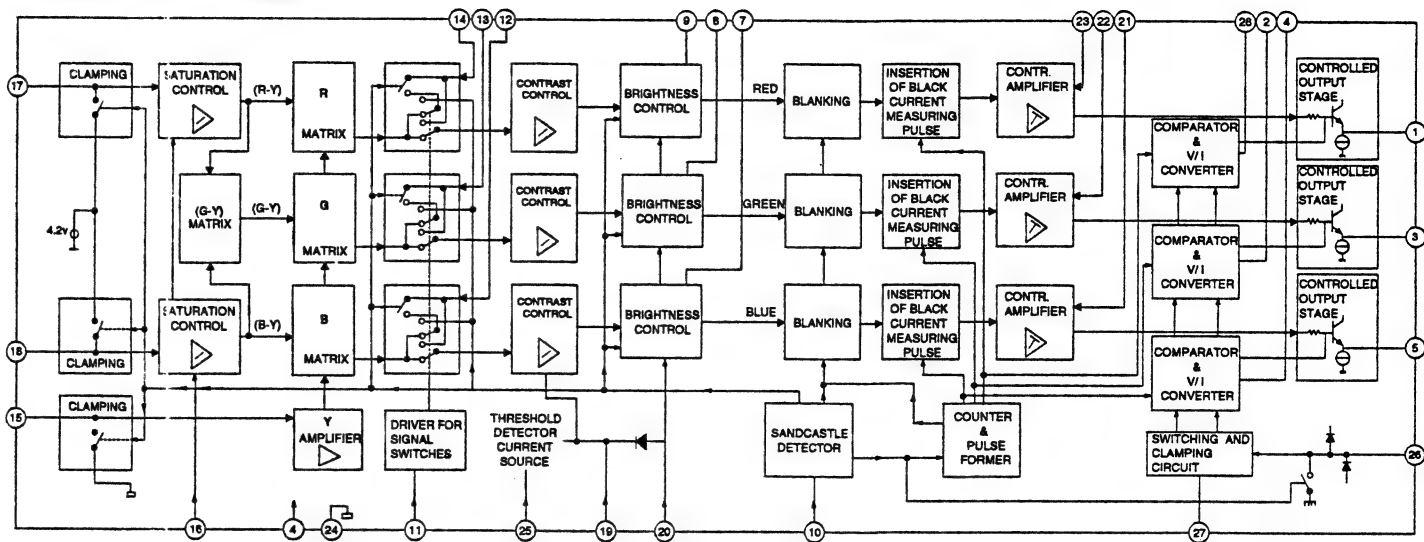 14 13 12 9 8 7 23 22 21 28 2 4
17
CLAMPING
SATURATION
CONTROL
(R-Y)
R
MATRIX
CONTRAST
CONTROL
BRIGHTNESS
CONTROL
RED
BLANKING
INSERTION
OF BLACK
CURRENT
MEASURING
PULSE
CONTR.
AMPLIFIER
COMPARATOR
&
V/I
CONVERTER
CONTROLLED
OUTPUT
STAGE
1
4.2v
(G-Y)
MATRIX
(G-Y)
G
MATRIX
CONTRAST
CONTROL
BRIGHTNESS
CONTROL
GREEN
BLANKING
INSERTION
OF BLACK
CURRENT
MEASURING
PULSE
CONTR.
AMPLIFIER
COMPARATOR
&
V/I
CONVERTER
CONTROLLED
OUTPUT
STAGE
3
18
CLAMPING
SATURATION
CONTROL
(B-Y)
B
MATRIX
CONTRAST
CONTROL
BRIGHTNESS
CONTROL
BLUE
BLANKING
INSERTION
OF BLACK
CURRENT
MEASURING
PULSE
CONTR.
AMPLIFIER
COMPARATOR
&
V/I
CONVERTER
CONTROLLED
OUTPUT
STAGE
5
15
CLAMPING
Y
AMPLIFIER
DRIVER FOR
SIGNAL
SWITCHES
THRESHOLD
DETECTOR
CURRENT
SOURCE
SANDCASTLE
DETECTOR
COUNTER
&
PULSE
FORMER
SWITCHING AND
CLAMPING
CIRCUIT
26
16 4 24 11 25 19 20 10 27